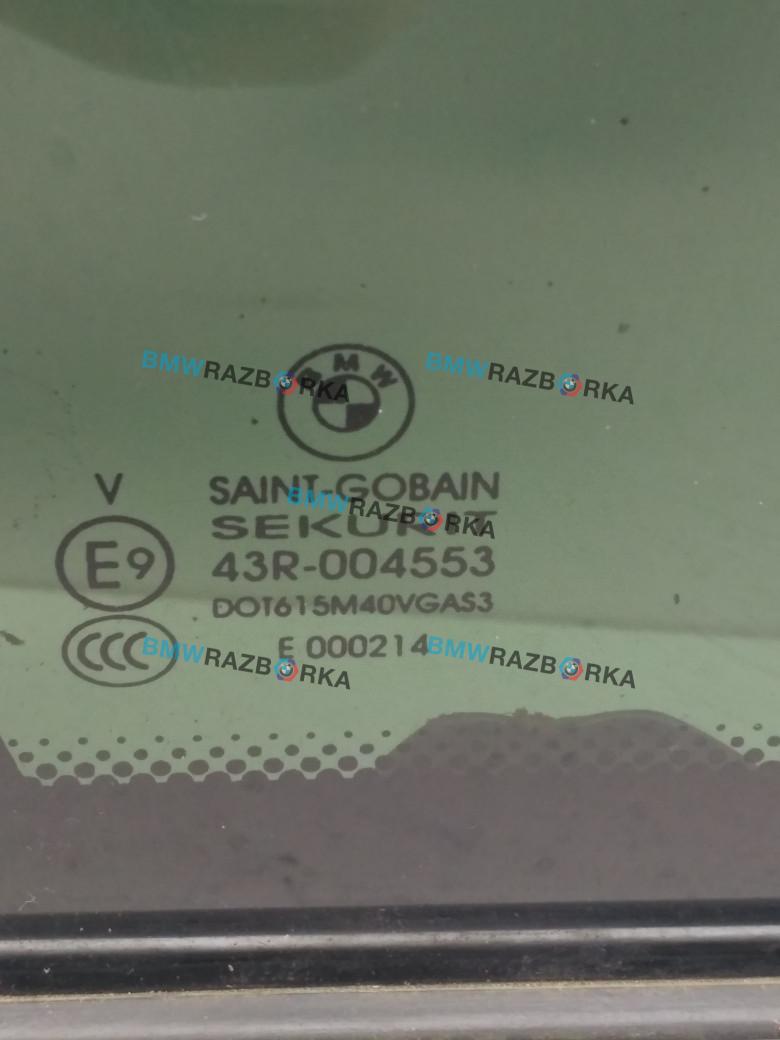 BMW
BMWRAZBORKA BMWRAZBORKA
V
SAINT-GOBAIN
BMWRAZBORKA
SEKURIT
E9
43R-004553
DOT615M40VGAS3
CCC
E 000214
BMWRAZBORKA BMWRAZBORKA